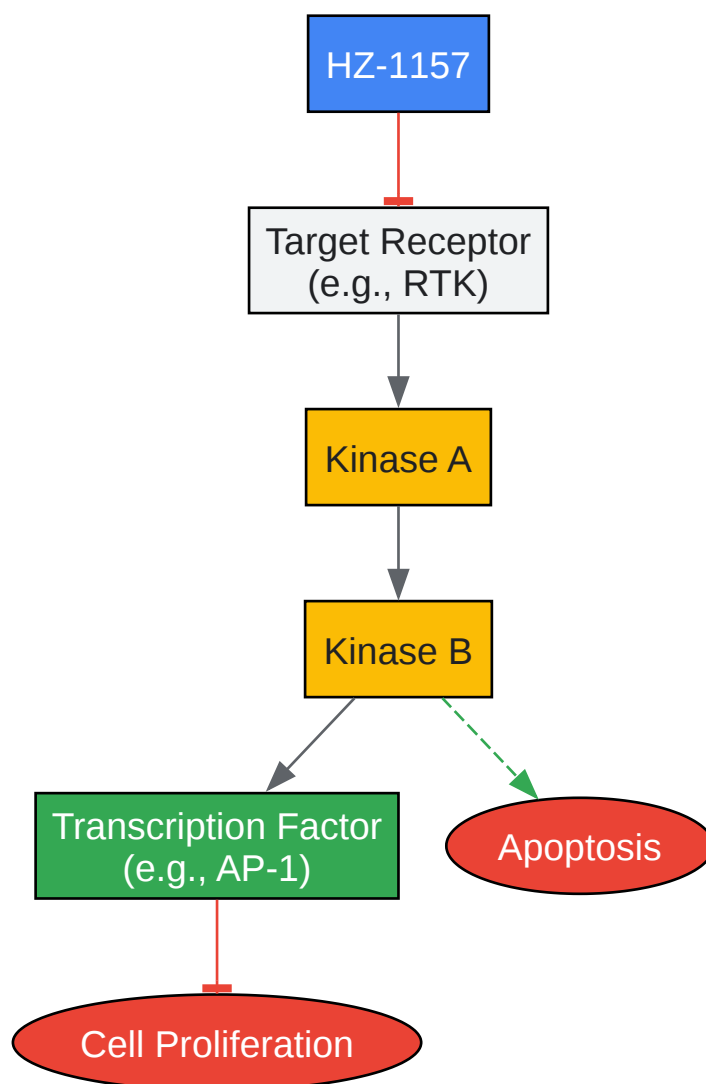 HZ-1157
Target Receptor
(e.g., RTK)
Kinase A
Kinase B
Transcription Factor
(e.g., AP-1)
Apoptosis
Cell Proliferation